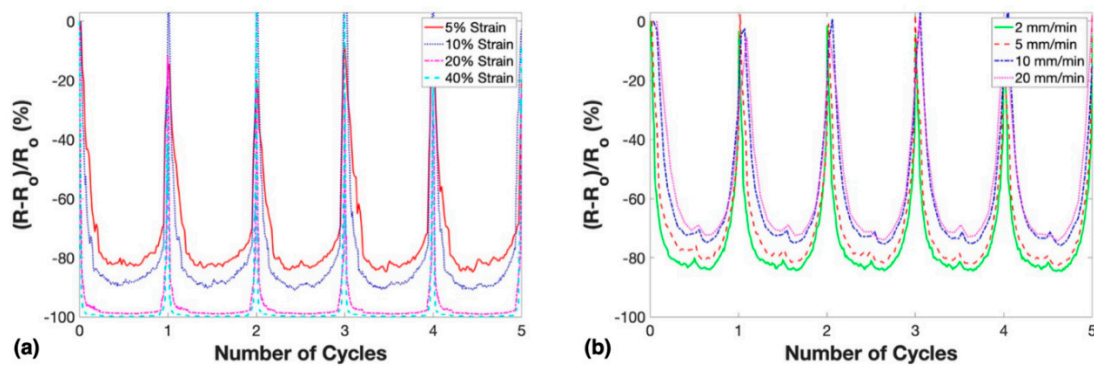 0
-20
-40
-60
-80
-100
(R-Ro)/Ro (%)
5% Strain
10% Strain
20% Strain
40% Strain
0 1 2 3 4 5
Number of Cycles
(a)
0
-20
-40
-60
-80
-100
(R-Ro)/Ro (%)
2 mm/min
5 mm/min
10 mm/min
20 mm/min
0 1 2 3 4 5
Number of Cycles
(b)